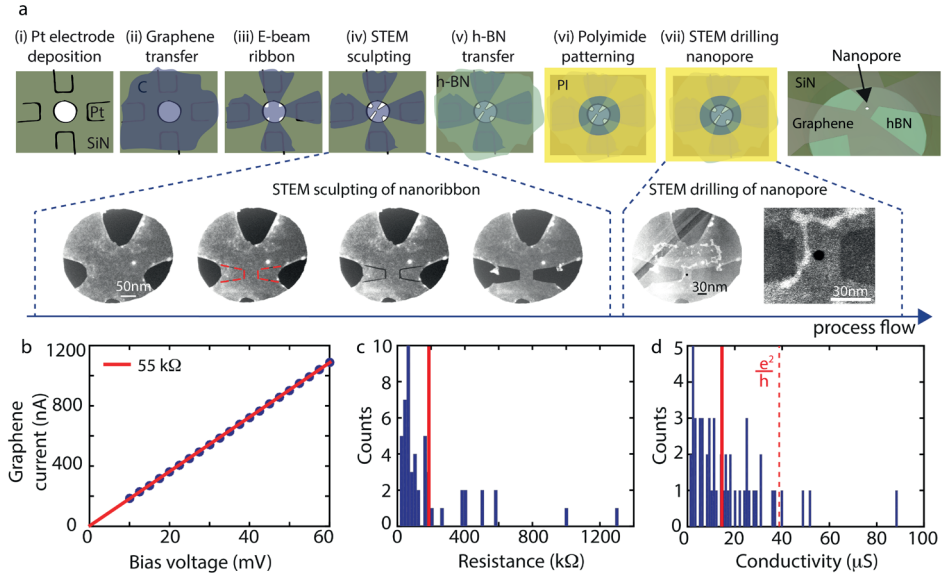 a
(i) Pt electrode
deposition
(ii) Graphene
transfer
(iii) E-beam
ribbon
(iv) STEM
sculpting
(v) h-BN
transfer
(vi) Polyimide
patterning
(vii) STEM drilling
nanopore
Nanopore
Pt
SiN
C
h-BN
PI
SiN
Graphene
hBN
STEM sculpting of nanoribbon
STEM drilling of nanopore
50nm
30nm
30nm
process flow
b
1200
800
400
0
Graphene
current (nA)
55 kΩ
0 20 40 60
Bias voltage (mV)
c
10
8
6
4
2
0
Counts
0 400 800 1200
Resistance (kΩ)
d
5
4
3
2
1
0
Counts
e²
h
0 20 40 60 80
Conductivity (μS)